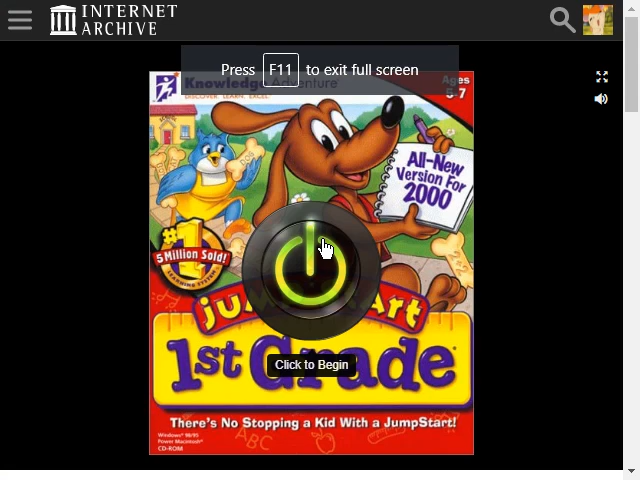 INTERNET
ARCHIVE
Press F11 to exit full screen
Knowledge Adventure
DISCOVER. LEARN. EXCEL.
Ages
6-7
All-New
Version For
2000
#1
5 Million Sold!
LEARNING SYSTEM
1st Grade
Click to Begin
There's No Stopping a Kid With a JumpStart!
Windows® 98/95
Power Macintosh®
CD-ROM
ABC